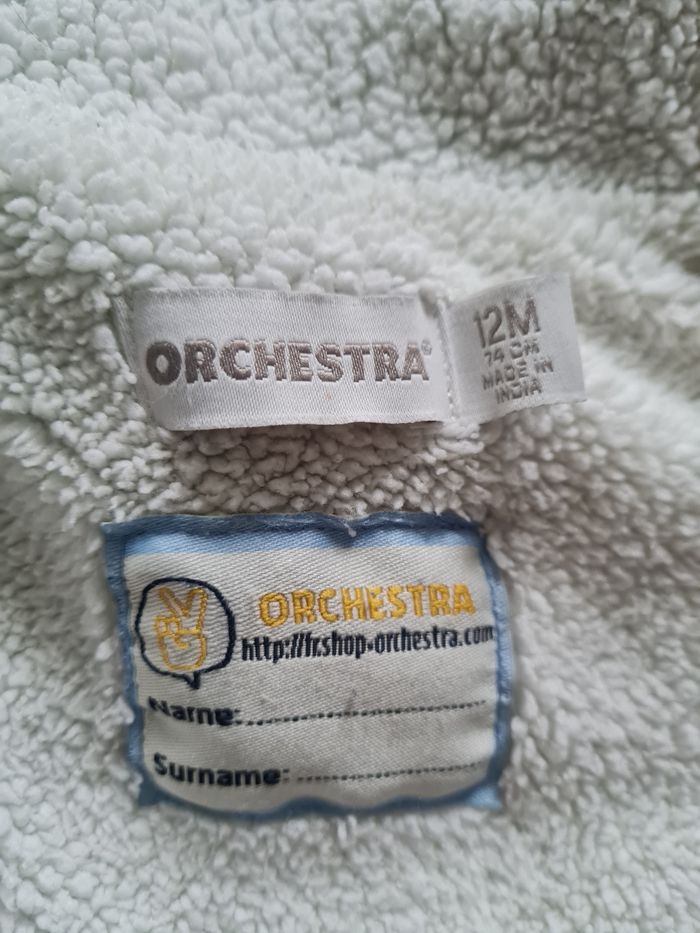 ORCHESTRA®
12M
74 CM
MADE IN
INDIA
ORCHESTRA
http://fr.shop-orchestra.com
Name:
Surname: